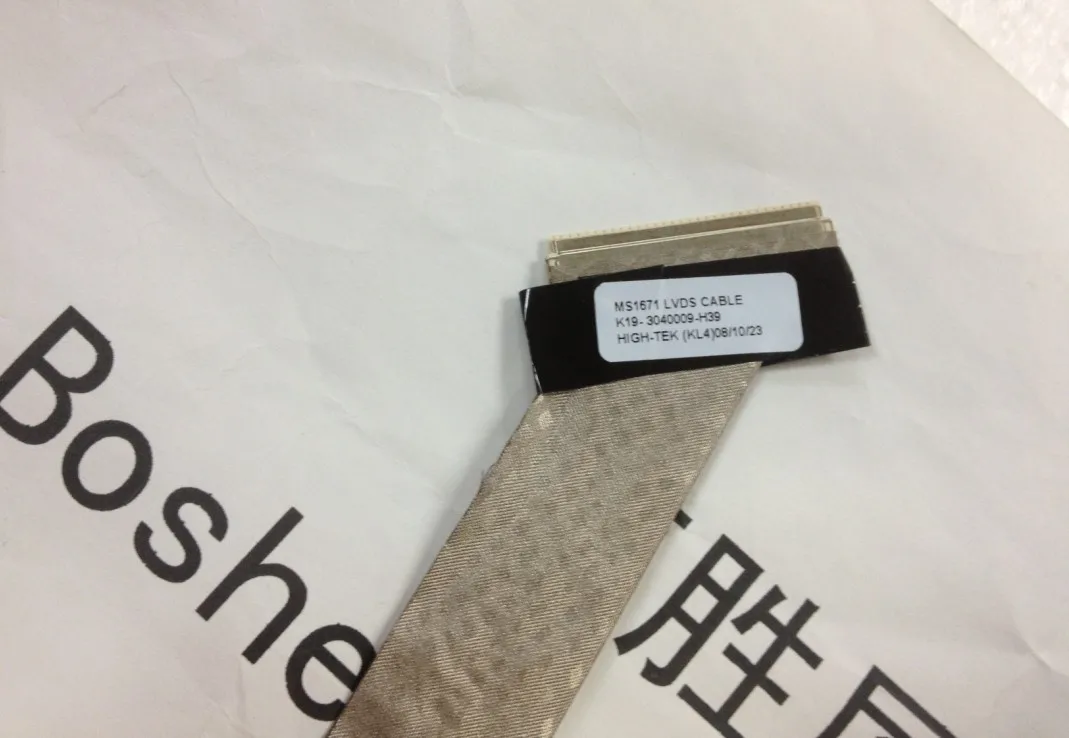 MS1671 LVDS CABLE
K19- 3040009-H39
HIGH-TEK (KL4)08/10/23
Boshe
胜